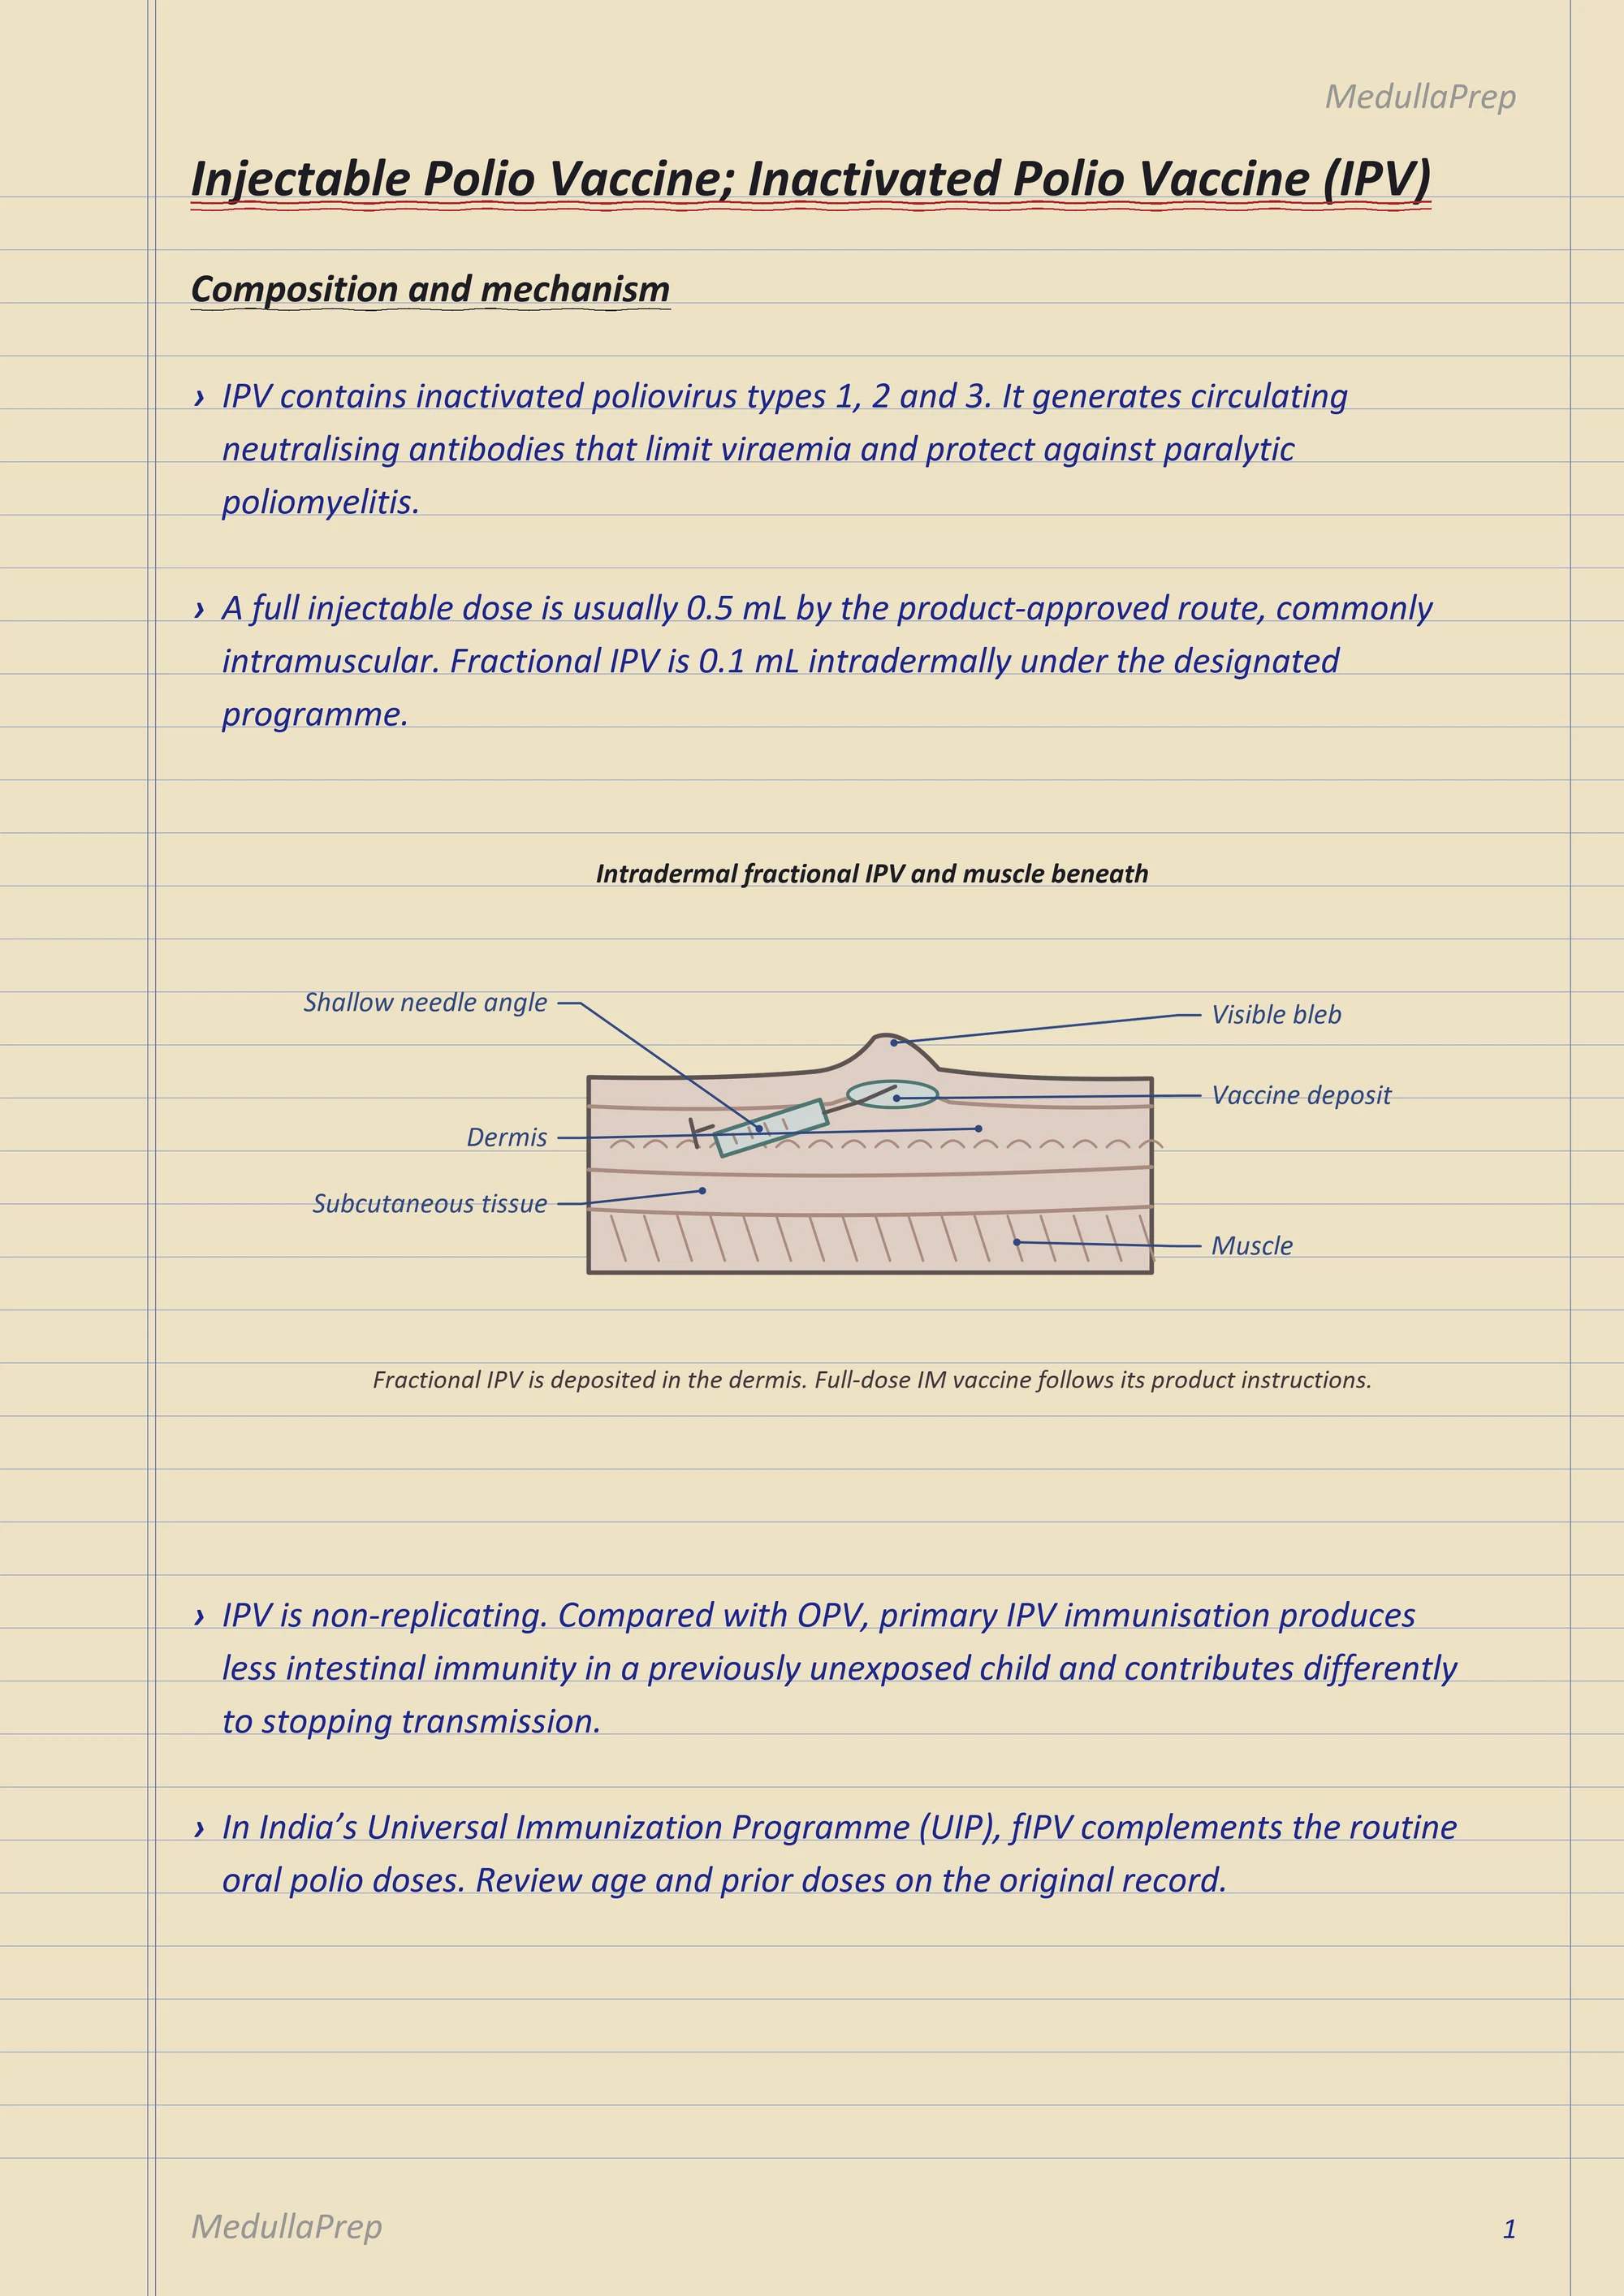 MedullaPrep
Injectable Polio Vaccine; Inactivated Polio Vaccine (IPV)
Composition and mechanism
› IPV contains inactivated poliovirus types 1, 2 and 3. It generates circulating
neutralising antibodies that limit viraemia and protect against paralytic
poliomyelitis.
› A full injectable dose is usually 0.5 mL by the product-approved route, commonly
intramuscular. Fractional IPV is 0.1 mL intradermally under the designated
programme.
Intradermal fractional IPV and muscle beneath
Shallow needle angle
Visible bleb
Vaccine deposit
Dermis
Subcutaneous tissue
Muscle
Fractional IPV is deposited in the dermis. Full-dose IM vaccine follows its product instructions.
› IPV is non-replicating. Compared with OPV, primary IPV immunisation produces
less intestinal immunity in a previously unexposed child and contributes differently
to stopping transmission.
› In India’s Universal Immunization Programme (UIP), fIPV complements the routine
oral polio doses. Review age and prior doses on the original record.
MedullaPrep
1